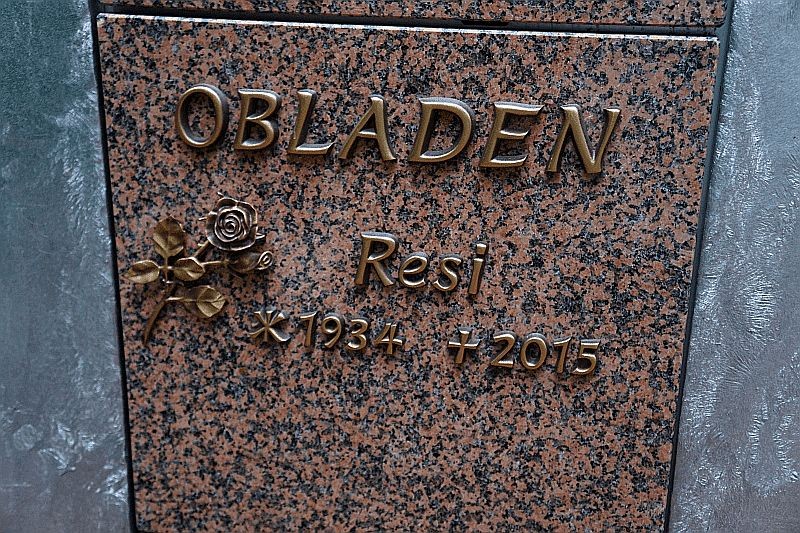 OBLADEN
Resi
* 1934 + 2015